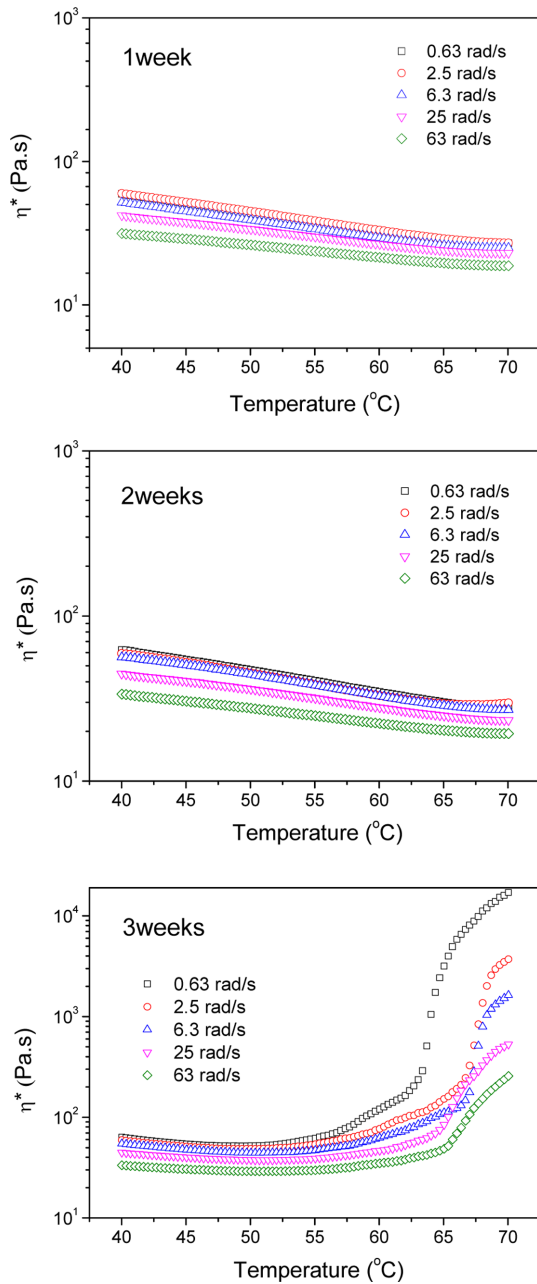 10³
1week
0.63 rad/s
2.5 rad/s
6.3 rad/s
25 rad/s
63 rad/s
10²
η* (Pa.s)
10¹
40 45 50 55 60 65 70
Temperature (°C)
10³
2weeks
0.63 rad/s
2.5 rad/s
6.3 rad/s
25 rad/s
63 rad/s
η* (Pa.s)
10²
10¹
40 45 50 55 60 65 70
Temperature (°C)
10⁴
3weeks
0.63 rad/s
2.5 rad/s
6.3 rad/s
25 rad/s
63 rad/s
10³
η* (Pa.s)
10²
10¹
40 45 50 55 60 65 70
Temperature (°C)